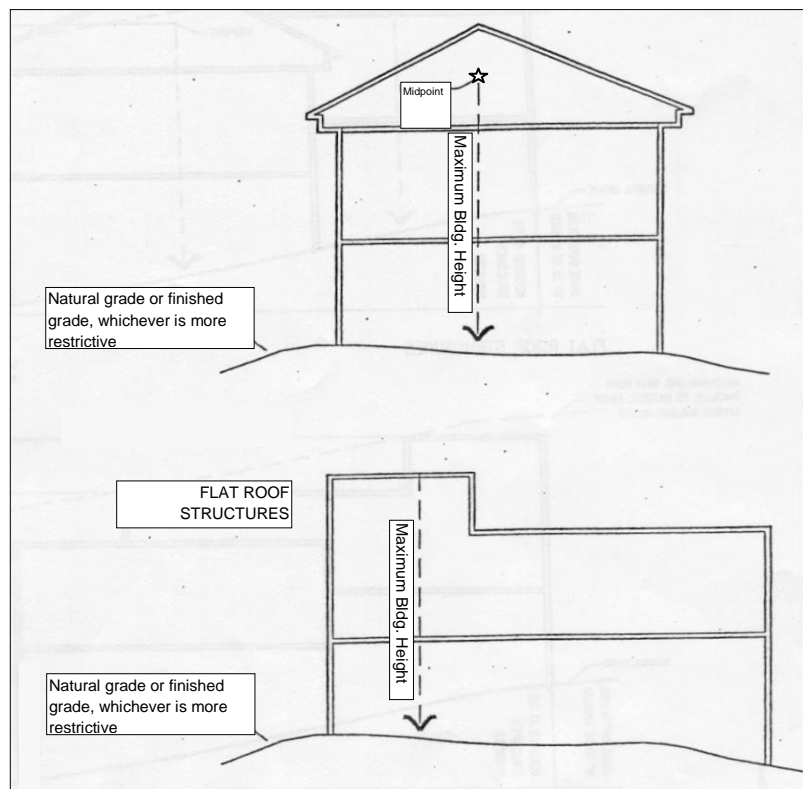 Midpoint
Maximum Bldg. Height
Natural grade or finished
grade, whichever is more
restrictive
FLAT ROOF
STRUCTURES
Maximum Bldg. Height
Natural grade or finished
grade, whichever is more
restrictive